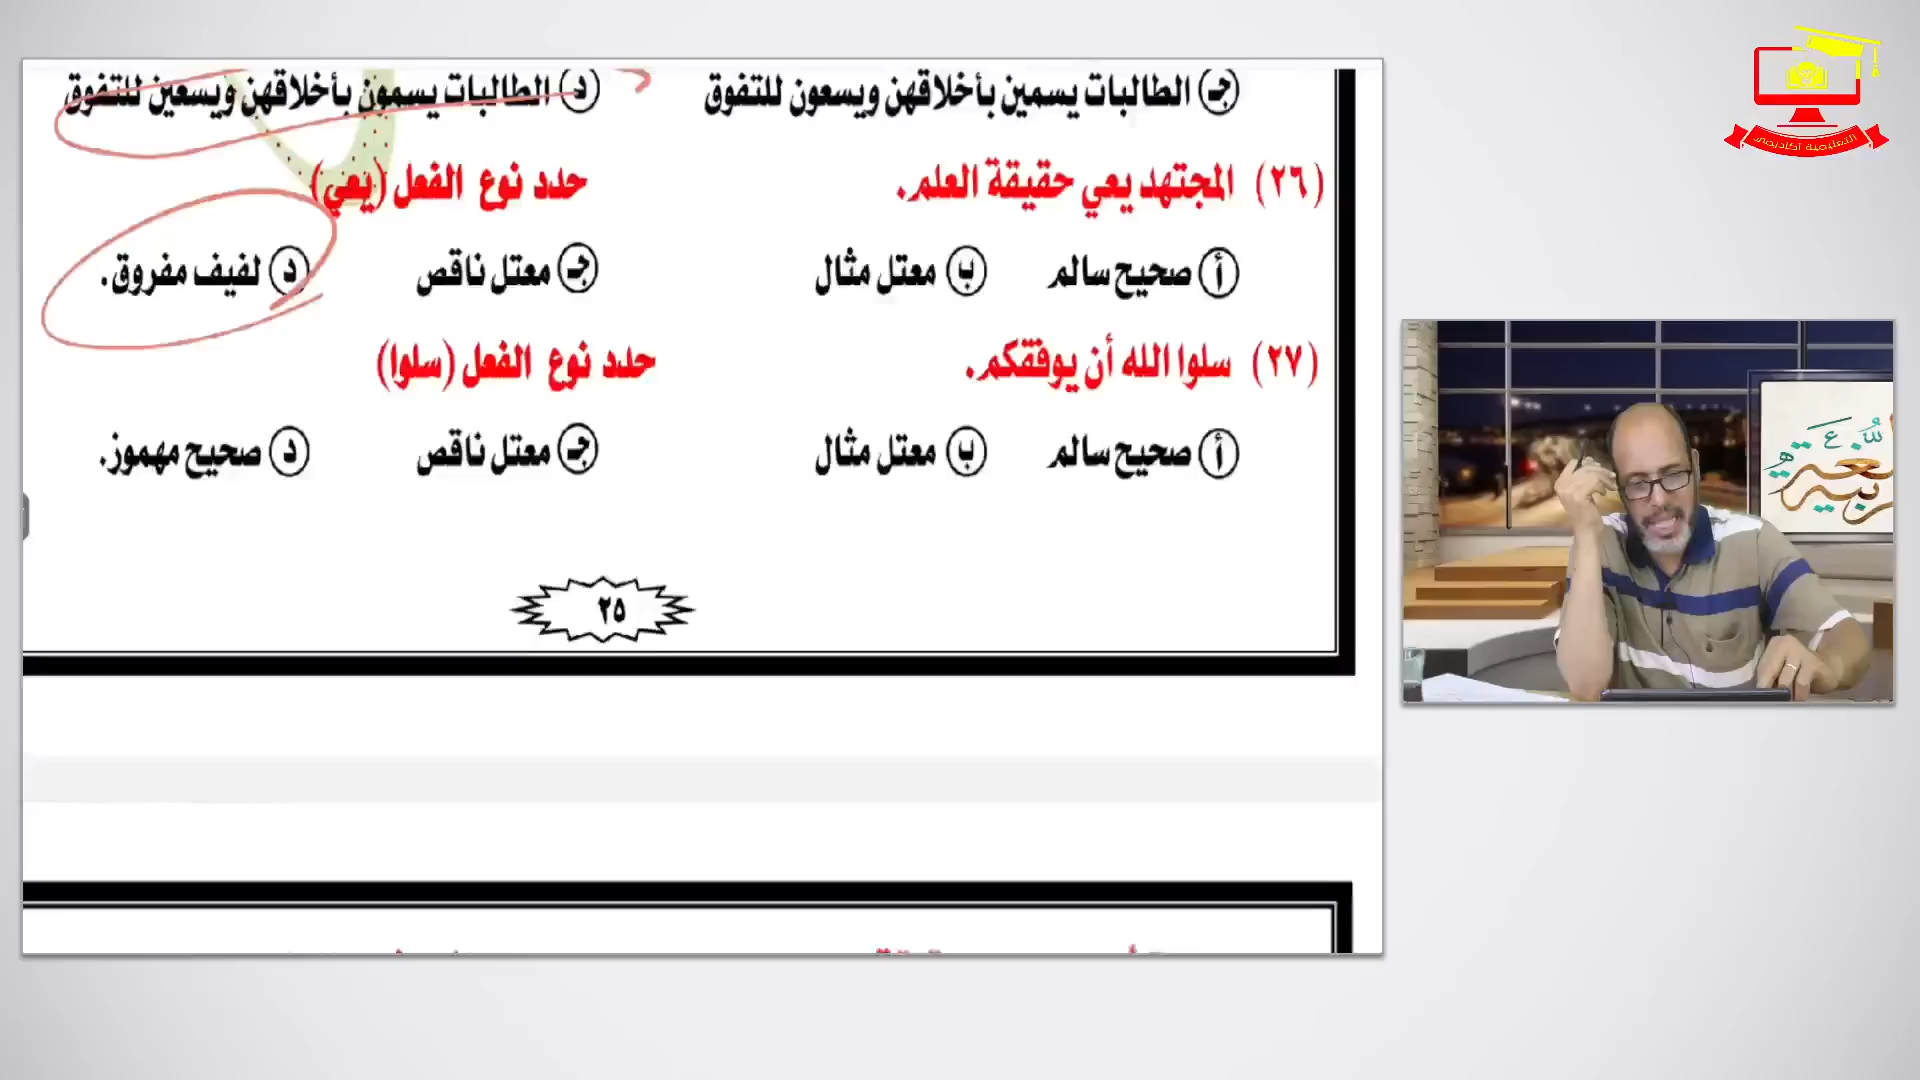 ج الطالبات يسمين بأخلاقهن ويسعون للتفوق د الطالبات يسمون بأخلاقهن ويسعين للتفوق
(٢٦) المجتهد يعي حقيقة العلم. حدد نوع الفعل (يعي)
أ صحيح سالم ب معتل مثال ج معتل ناقص د لفيف مفروق.
(٢٧) سلوا الله أن يوفقكم. حدد نوع الفعل (سلوا)
أ صحيح سالم ب معتل مثال ج معتل ناقص د صحيح مهموز.
٢٥
التعليمية اكاديمي